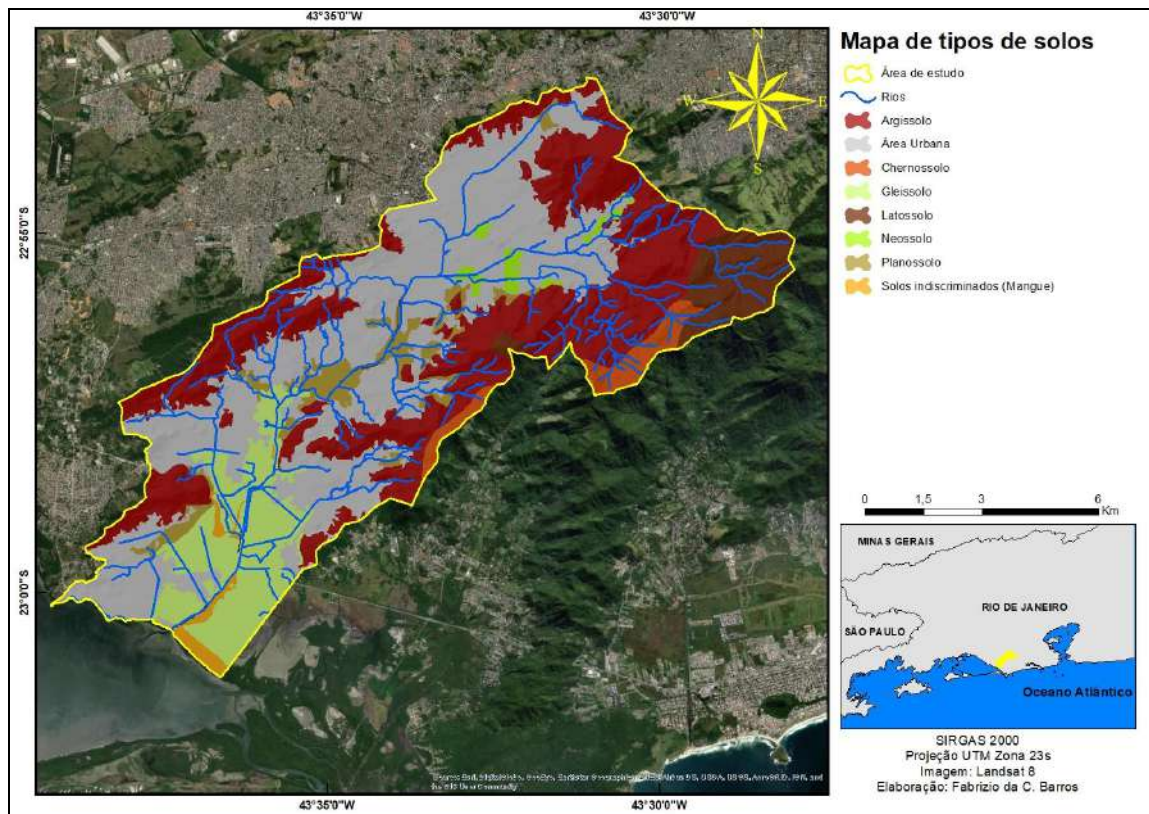 43°35'0"W
43°30'0"W
22°55'0"S
23°0'0"S
N
W
E
S
43°35'0"W
43°30'0"W
Mapa de tipos de solos
Área de estudo
Rios
Argissolo
Área Urbana
Chernossolo
Gleissolo
Latossolo
Neossolo
Planossolo
Solos indiscriminados (Mangue)
0 1,5 3 6
Km
MINAS GERAIS
RIO DE JANEIRO
SÃO PAULO
Oceano Atlântico
SIRGAS 2000
Projeção UTM Zona 23s
Imagem: Landsat 8
Elaboração: Fabrizio da C. Barros